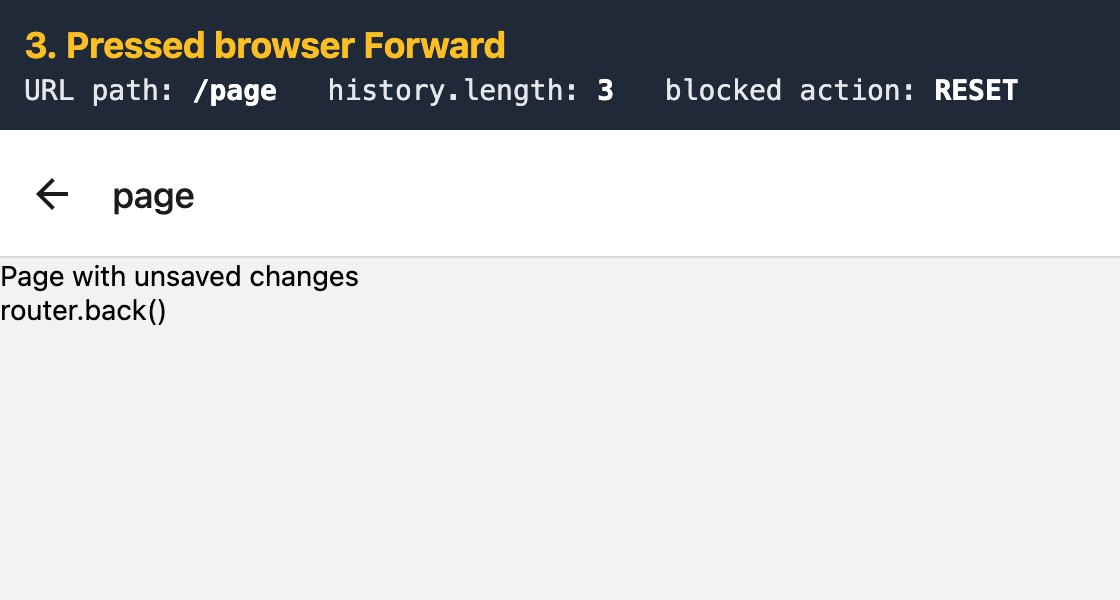 3. Pressed browser Forward
URL path: /page history.length: 3 blocked action: RESET
page
Page with unsaved changes
router.back()